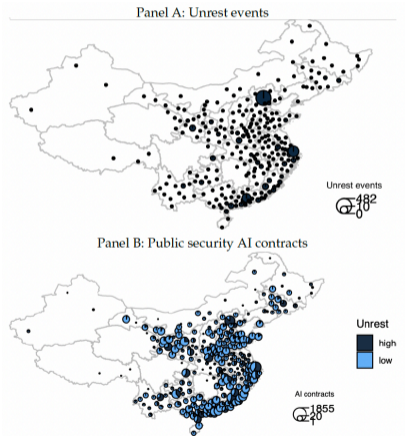 Panel A: Unrest events
Unrest events
482
10
0
Panel B: Public security AI contracts
Unrest
high
low
AI contracts
1855
20
1